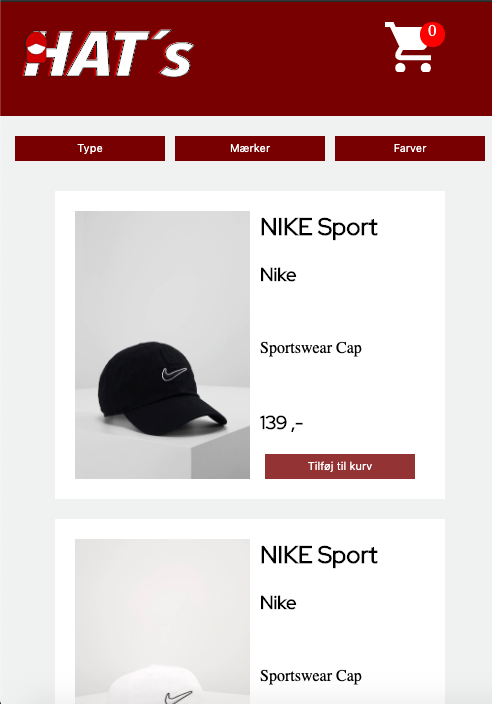 HAT´s
0
Type
Mærker
Farver
NIKE Sport
Nike
Sportswear Cap
139 ,-
Tilføj til kurv
NIKE Sport
Nike
Sportswear Cap